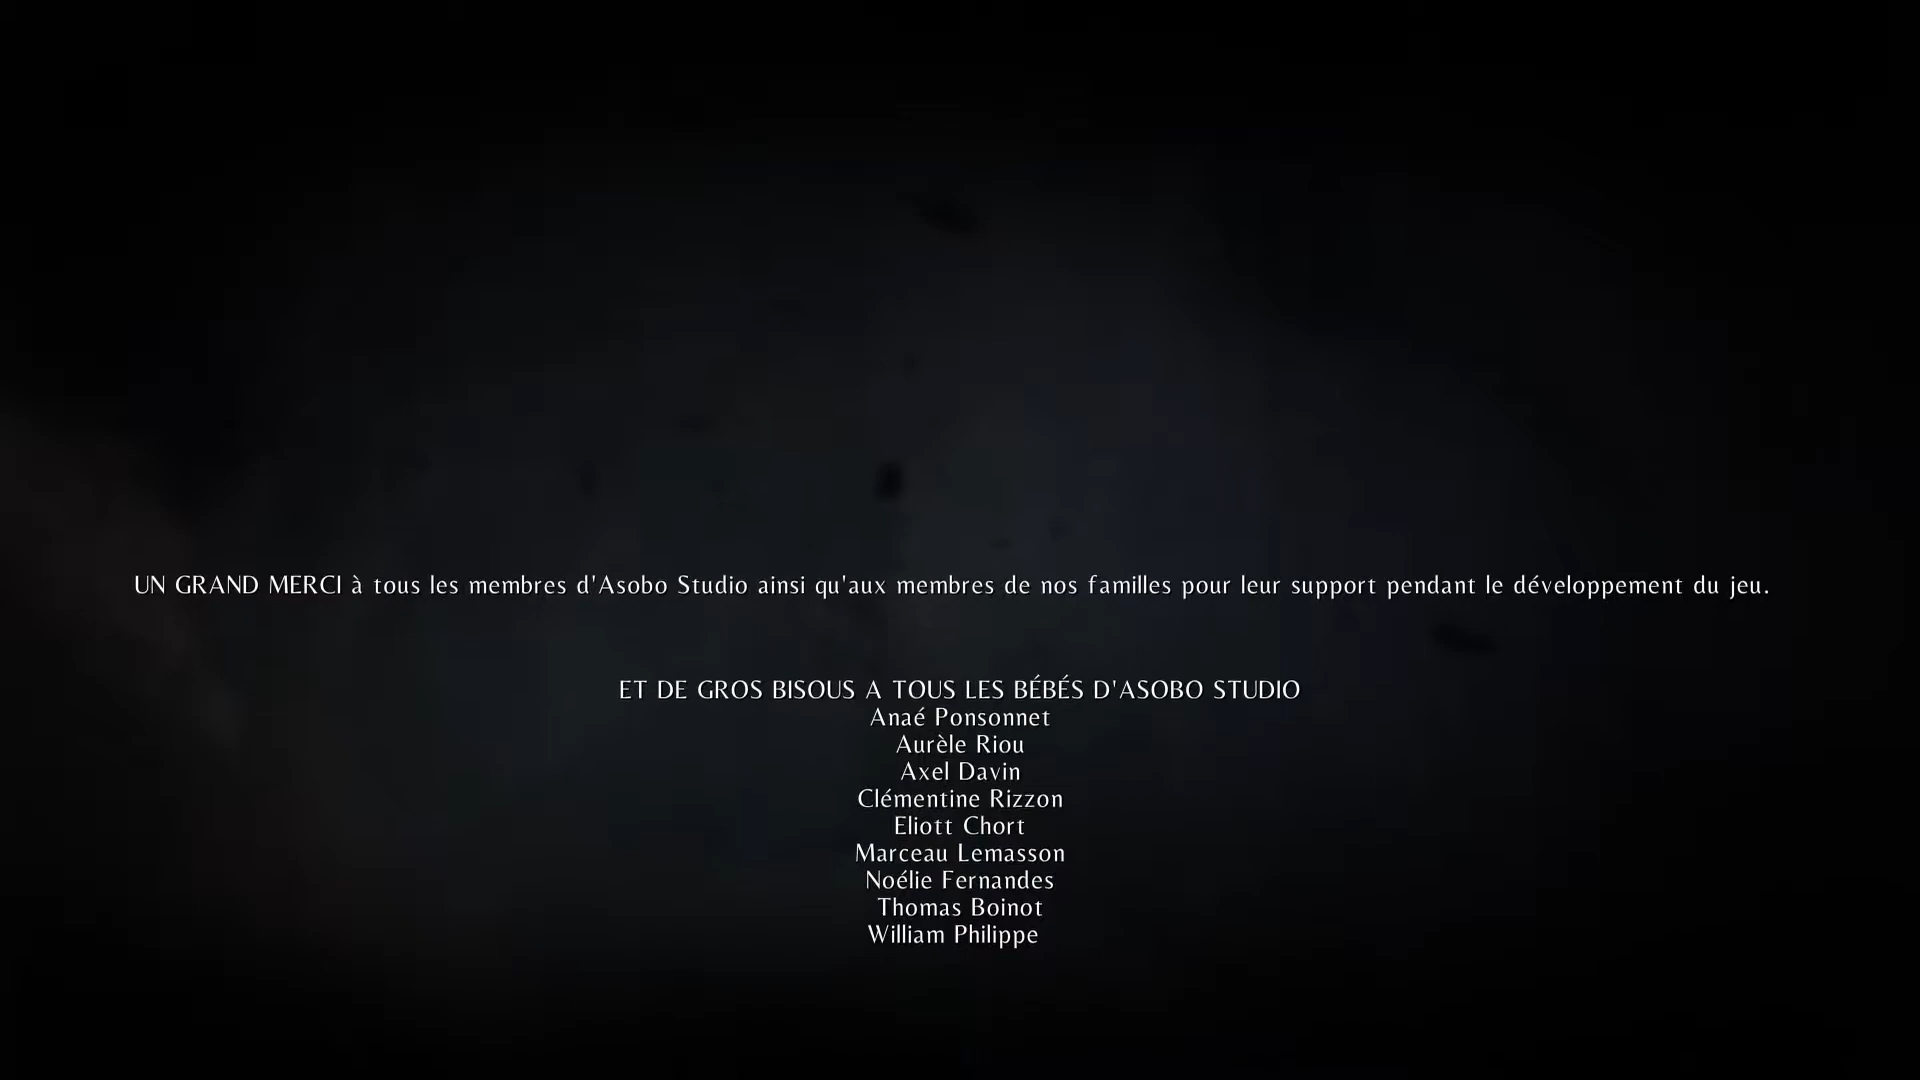 UN GRAND MERCI à tous les membres d'Asobo Studio ainsi qu'aux membres de nos familles pour leur support pendant le développement du jeu.
ET DE GROS BISOUS A TOUS LES BÉBÉS D'ASOBO STUDIO
Anaé Ponsonnet
Aurèle Riou
Axel Davin
Clémentine Rizzon
Eliott Chort
Marceau Lemasson
Noélie Fernandes
Thomas Boinot
William Philippe